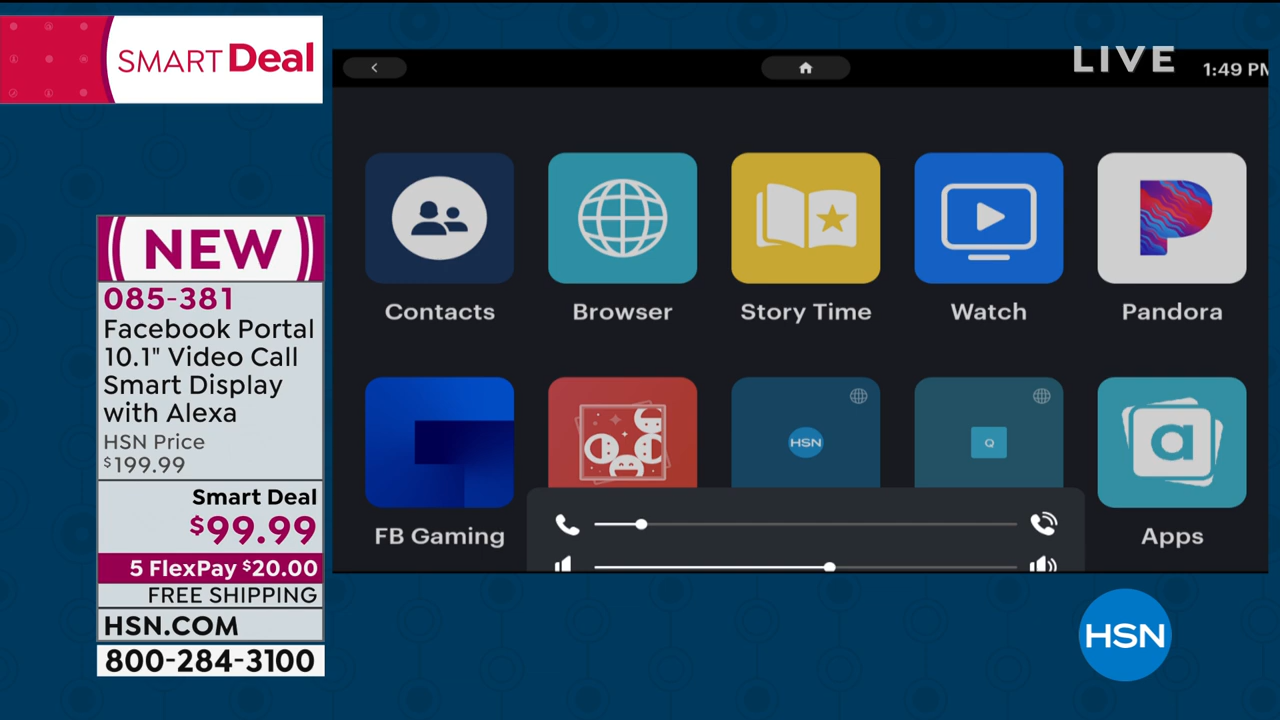 SMART Deal
LIVE
1:49 PM
NEW
085-381
Facebook Portal
10.1" Video Call
Smart Display
with Alexa
HSN Price
$199.99
Smart Deal
$99.99
5 FlexPay $20.00
FREE SHIPPING
HSN.COM
800-284-3100
Contacts
Browser
Story Time
Watch
Pandora
HSN
Q
a
FB Gaming
Apps
HSN